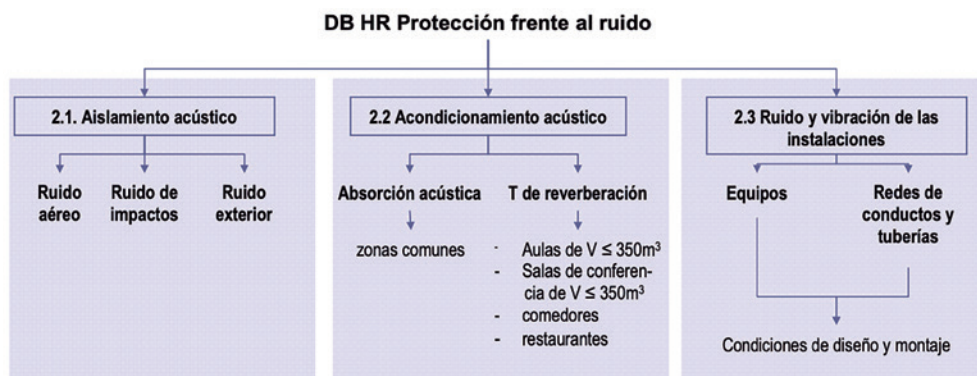 DB HR Protección frente al ruido
2.1. Aislamiento acústico
Ruido
aéreo
Ruido de
impactos
Ruido
exterior
2.2 Acondicionamiento acústico
Absorción acústica
zonas comunes
T de reverberación
- Aulas de V ≤ 350m³
- Salas de conferen-
cia de V ≤ 350m³
- comedores
- restaurantes
2.3 Ruido y vibración de las
instalaciones
Equipos
Redes de
conductos y
tuberías
Condiciones de diseño y montaje